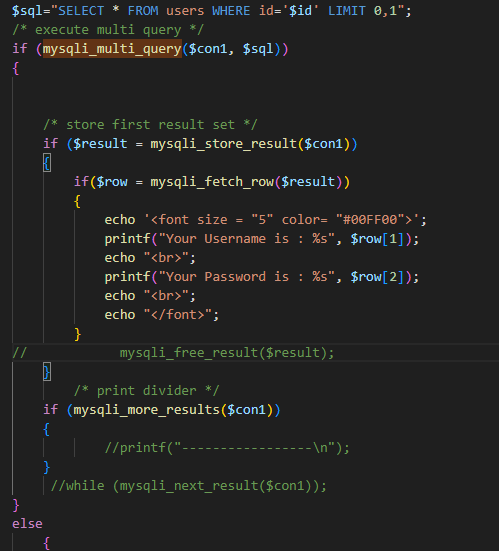 $sql="SELECT * FROM users WHERE id='$id' LIMIT 0,1";
/* execute multi query */
if (mysqli_multi_query($con1, $sql))
{
/* store first result set */
if ($result = mysqli_store_result($con1))
{
if($row = mysqli_fetch_row($result))
{
echo '<font size = "5" color= "#00FF00">';
printf("Your Username is : %s", $row[1]);
echo "<br>";
printf("Your Password is : %s", $row[2]);
echo "<br>";
echo "</font>";
}
// mysqli_free_result($result);
}
/* print divider */
if (mysqli_more_results($con1))
{
//printf("-----------------\n");
}
//while (mysqli_next_result($con1));
}
else
{